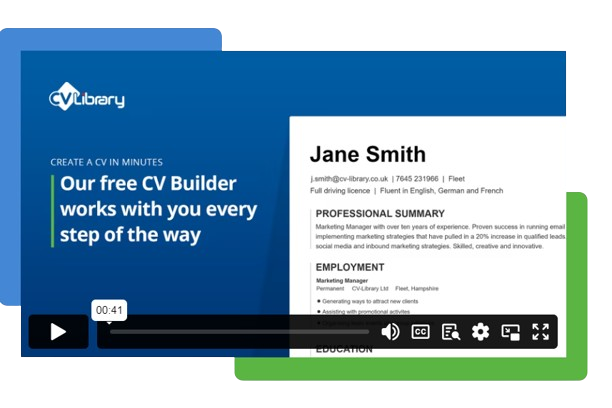 CVLibrary
CREATE A CV IN MINUTES
Our free CV Builder
works with you every
step of the way
Jane Smith
j.smith@cv-library.co.uk | 7645 231966 | Fleet
Full driving licence | Fluent in English, German and French
PROFESSIONAL SUMMARY
Marketing Manager with over ten years of experience. Proven success in running email
implementing marketing strategies that have pulled in a 20% increase in qualified leads
social media and inbound marketing strategies. Skilled, creative and innovative.
EMPLOYMENT
Marketing Manager
Permanent CV-Library Ltd Fleet, Hampshire
• Generating ways to attract new clients
• Assisting with promotional activites
00:41
CC
EDUCATION